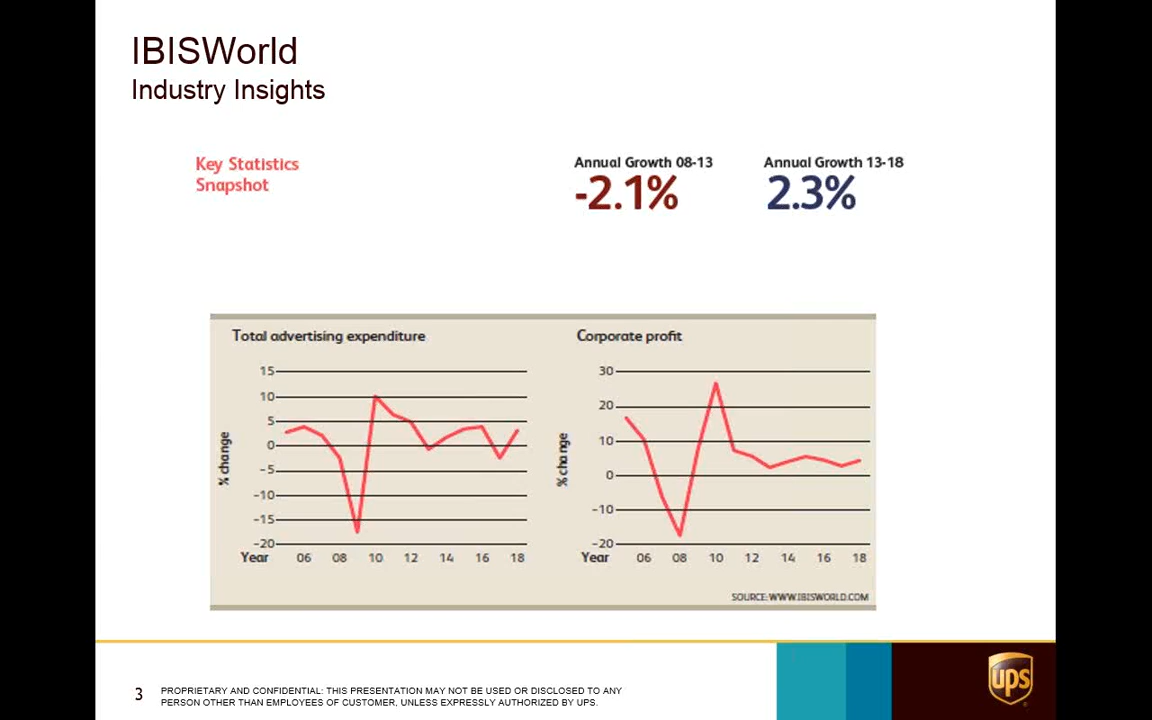 IBISWorld
Industry Insights
Key Statistics
Snapshot
Annual Growth 08-13
-2.1%
Annual Growth 13-18
2.3%
Total advertising expenditure
% change
15
10
5
0
-5
-10
-15
-20
Year 06 08 10 12 14 16 18
Corporate profit
% change
30
20
10
0
-10
-20
Year 06 08 10 12 14 16 18
SOURCE: WWW.IBISWORLD.COM
3
PROPRIETARY AND CONFIDENTIAL: THIS PRESENTATION MAY NOT BE USED OR DISCLOSED TO ANY
PERSON OTHER THAN EMPLOYEES OF CUSTOMER, UNLESS EXPRESSLY AUTHORIZED BY UPS.
ups